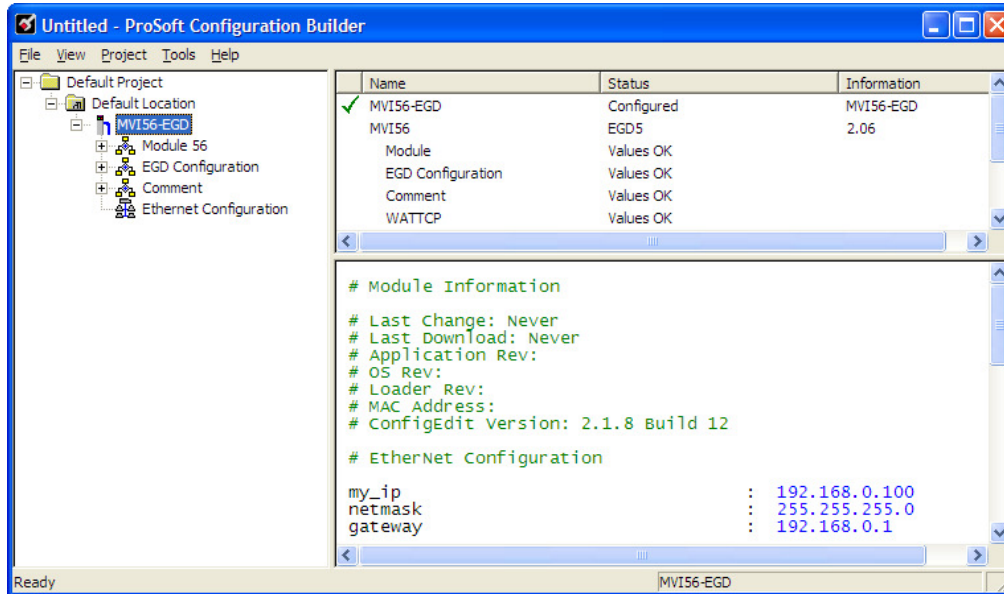 Untitled - ProSoft Configuration Builder
File View Project Tools Help
Default Project
Default Location
MVI56-EGD
Module 56
EGD Configuration
Comment
Ethernet Configuration
Name Status Information
MVI56-EGD Configured MVI56-EGD
MVI56 EGD5 2.06
Module Values OK
EGD Configuration Values OK
Comment Values OK
WATTCP Values OK
# Module Information
# Last Change: Never
# Last Download: Never
# Application Rev:
# OS Rev:
# Loader Rev:
# MAC Address:
# ConfigEdit Version: 2.1.8 Build 12
# EtherNet Configuration
my_ip : 192.168.0.100
netmask : 255.255.255.0
gateway : 192.168.0.1
Ready MVI56-EGD